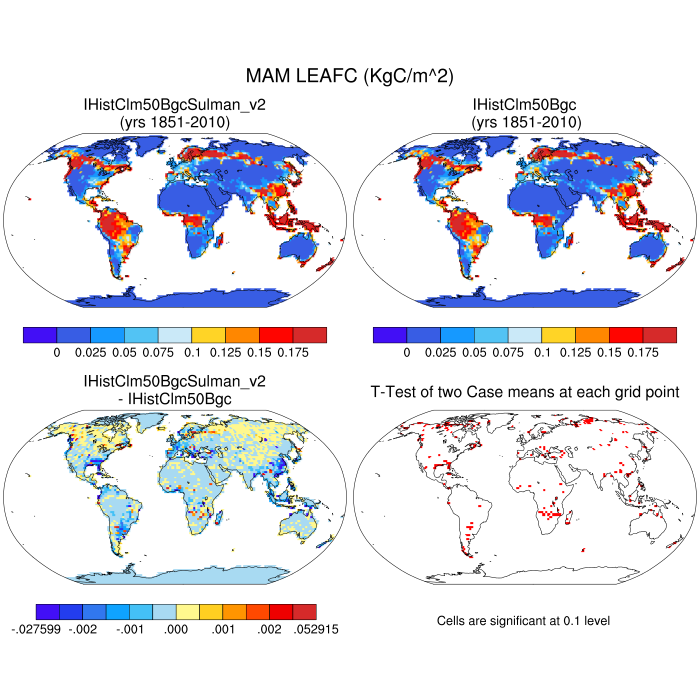 MAM LEAFC (KgC/m^2)
IHistClm50BgcSulman_v2
(yrs 1851-2010)
IHistClm50Bgc
(yrs 1851-2010)
0 0.025 0.05 0.075 0.1 0.125 0.15 0.175
0 0.025 0.05 0.075 0.1 0.125 0.15 0.175
IHistClm50BgcSulman_v2
- IHistClm50Bgc
T-Test of two Case means at each grid point
-.027599 -.002 -.001 .000 .001 .002 .052915
Cells are significant at 0.1 level